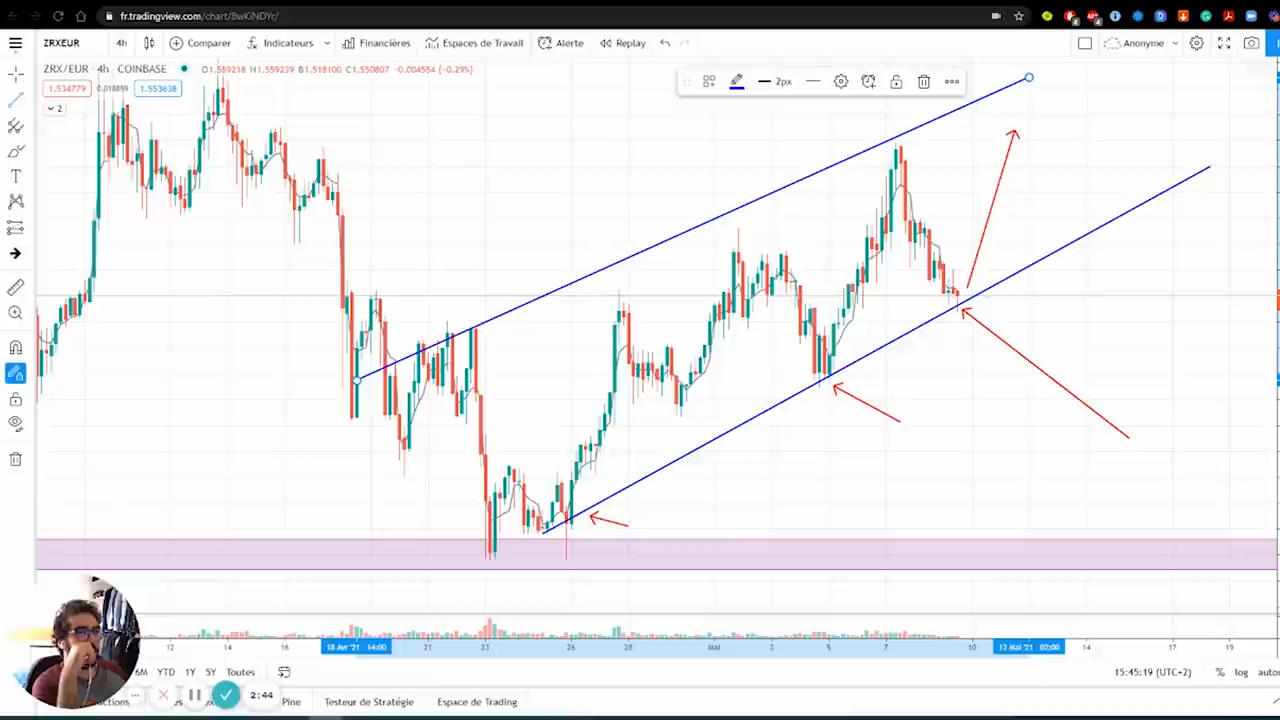 fr.tradingview.com/chart/8wKiNDYr/
ZRXEUR 4h Comparer Indicateurs Financières Espaces de Travail Alerte Replay Anonyme
ZRX/EUR · 4h COINBASE O1.559218 H1.559239 B1.518100 C1.550807 -0.004554 (-0.29%)
1.534779 0.018859 1.553638
2
2px
12 14 16 18 Avr '21 14:00 21 23 26 28 Mai 3 5 7 10 12 Mai '21 02:00 14 17 19
6M YTD 1Y 5Y Toutes 15:45:19 (UTC+2) % log auto
2:44 Pine Testeur de Stratégie Espace de Trading